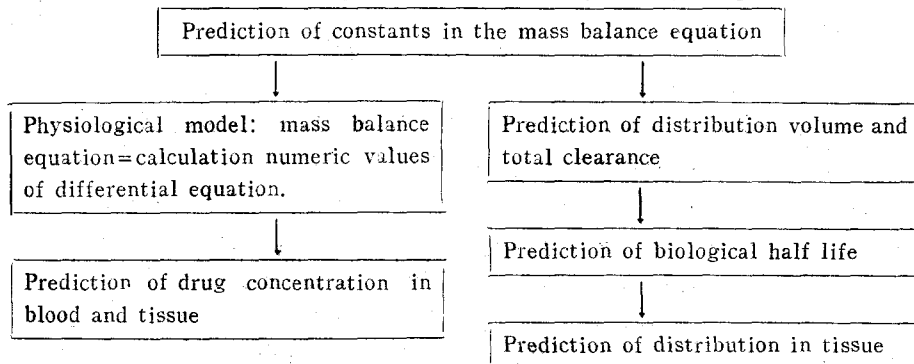 Prediction of constants in the mass balance equation
Physiological model: mass balance
equation=calculation numeric values
of differential equation.
Prediction of drug concentration in
blood and tissue
Prediction of distribution volume and
total clearance
Prediction of biological half life
Prediction of distribution in tissue